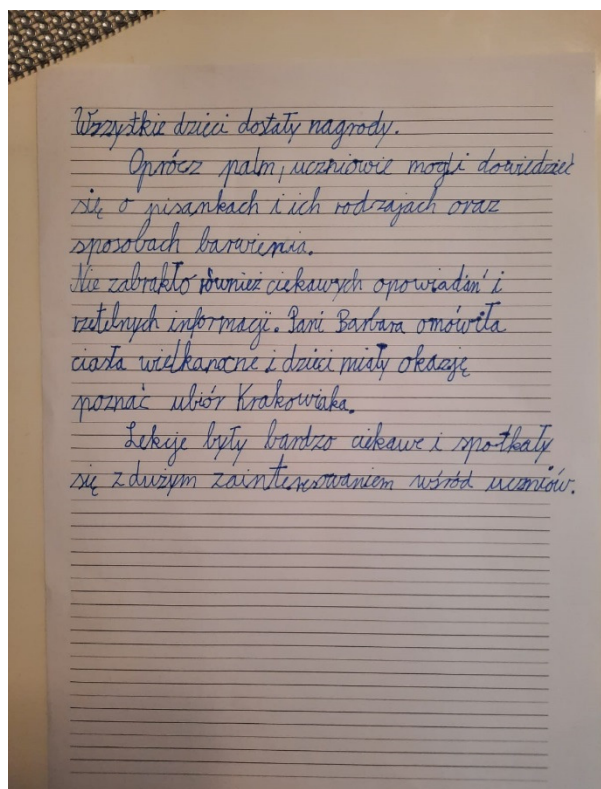 Wszystkie dzieci dostały nagrody.
Oprócz palm, uczniowie mogli dowiedzieć
się o pisankach i ich rodzajach oraz
sposobach barwienia.
Nie zabrakło również ciekawych opowiadań i
rzetelnych informacji. Pani Barbara omówiła
ciasta wielkanocne i dzieci miały okazję
poznać ubiór Krakowiaka.
Lekcje były bardzo ciekawe i spotkały
się z dużym zainteresowaniem wśród uczniów.